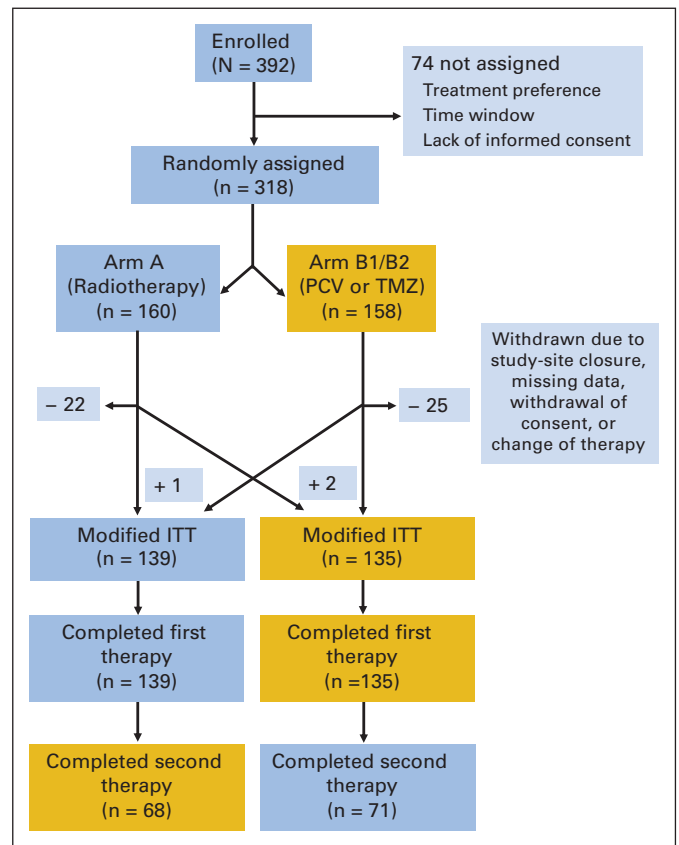 Enrolled
(N = 392)
74 not assigned
Treatment preference
Time window
Lack of informed consent
Randomly assigned
(n = 318)
Arm A
(Radiotherapy)
(n = 160)
Arm B1/B2
(PCV or TMZ)
(n = 158)
Withdrawn due to
study-site closure,
missing data,
withdrawal of
consent, or
change of therapy
– 22
– 25
+ 1
+ 2
Modified ITT
(n = 139)
Modified ITT
(n = 135)
Completed first
therapy
(n = 139)
Completed first
therapy
(n =135)
Completed second
therapy
(n = 68)
Completed second
therapy
(n = 71)